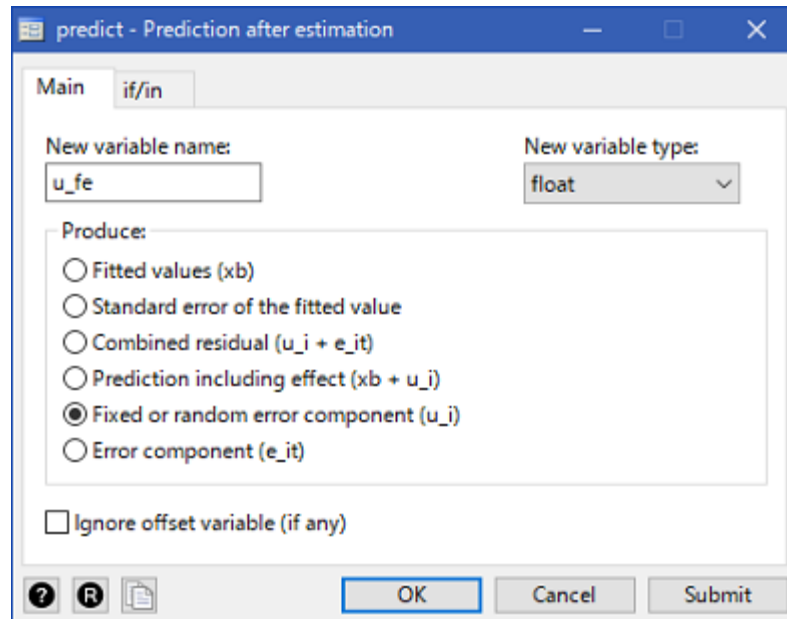 predict - Prediction after estimation
Main if/in
New variable name: New variable type:
u_fe float
Produce:
Fitted values (xb)
Standard error of the fitted value
Combined residual (u_i + e_it)
Prediction including effect (xb + u_i)
Fixed or random error component (u_i)
Error component (e_it)
Ignore offset variable (if any)
? R OK Cancel Submit